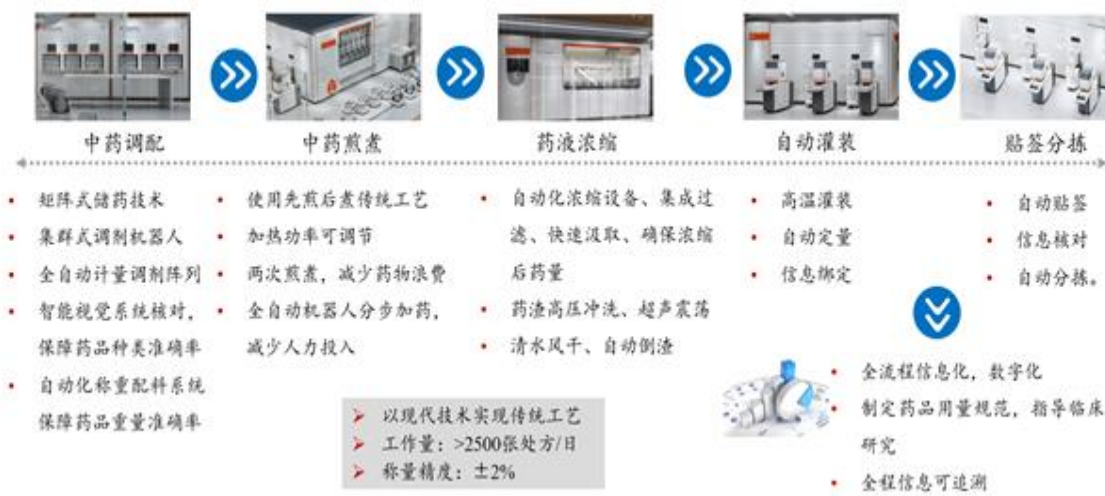 中药调配
中药煎煮
药液浓缩
自动灌装
贴签分拣
• 矩阵式储药技术
• 集群式调剂机器人
• 全自动计量调剂阵列
• 智能视觉系统核对，
保障药品种类准确率
• 自动化称重配料系统
保障药品重量准确率
• 使用先煎后煮传统工艺
• 加热功率可调节
• 两次煎煮，减少药物浪费
• 全自动机器人分步加药，
减少人力投入
• 自动化浓缩设备、集成过
滤、快速汲取、确保浓缩
后药量
• 药渣高压冲洗、超声震荡
• 清水风干、自动倒渣
• 高温灌装
• 自动定量
• 信息绑定
• 自动贴签
• 信息核对
• 自动分拣。
➢ 以现代技术实现传统工艺
➢ 工作量：>2500张处方/日
➢ 称量精度：±2%
• 全流程信息化，数字化
• 制定药品用量规范，指导临床
研究
• 全程信息可追溯